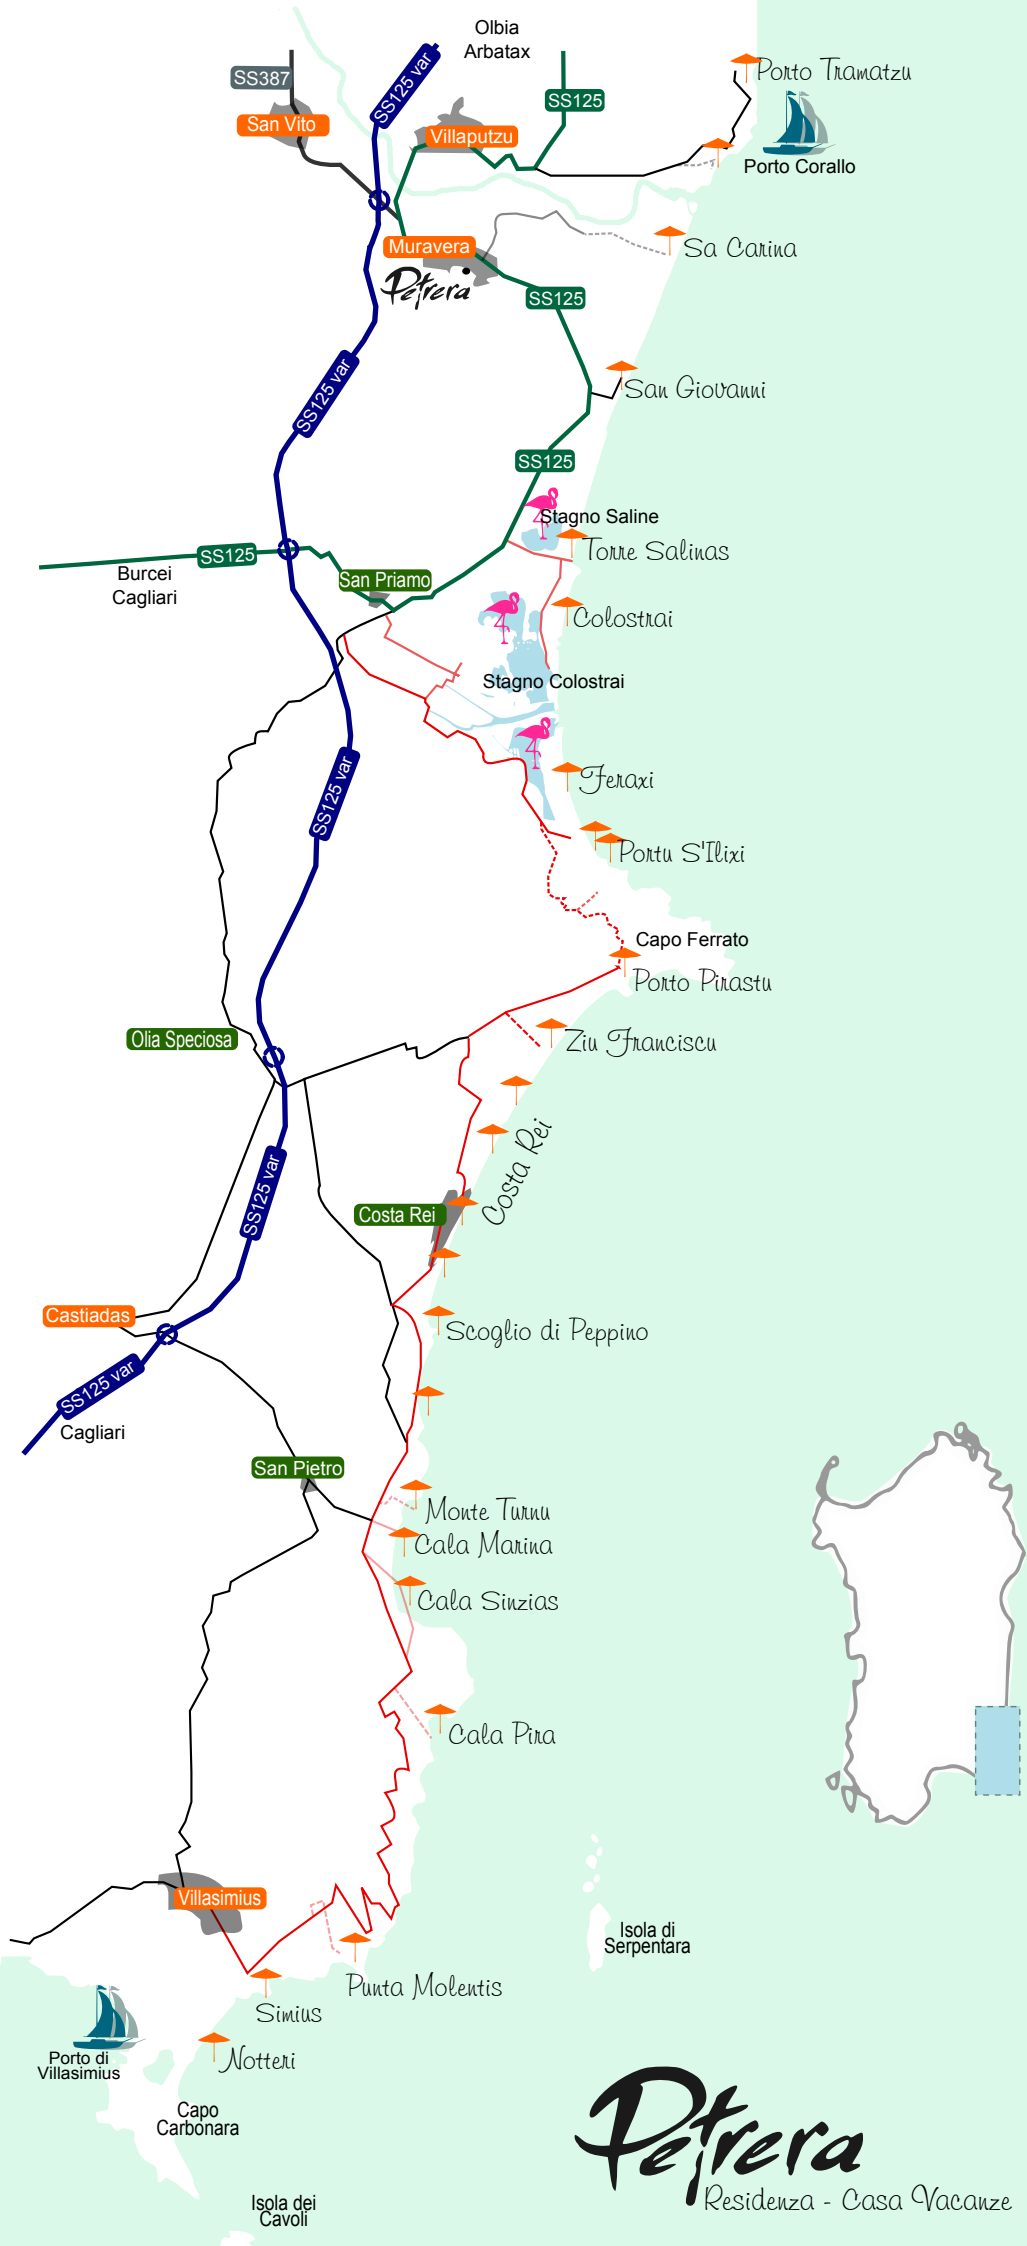 Olbia
Arbatax
SS387
SS125 var
SS125
Porto Tramatzu
San Vito
Villaputzu
Porto Corallo
Muravera
Sa Carina
Petrera
SS125
SS125 var
San Giovanni
SS125
Stagno Saline
Torre Salinas
SS125
Burcei
Cagliari
San Priamo
Colostrai
Stagno Colostrai
SS125 var
Feraxi
Portu S'Ilixi
Capo Ferrato
Porto Pirastu
Olia Speciosa
Ziu Franciscu
SS125 var
Costa Rei
Costa Rei
Castiadas
Scoglio di Peppino
SS125 var
Cagliari
San Pietro
Monte Turnu
Cala Marina
Cala Sinzias
Cala Pira
Villasimius
Isola di
Serpentara
Punta Molentis
Simius
Porto di
Villasimius
Notteri
Capo
Carbonara
Petrera
Residenza - Casa Vacanze
Isola dei
Cavoli